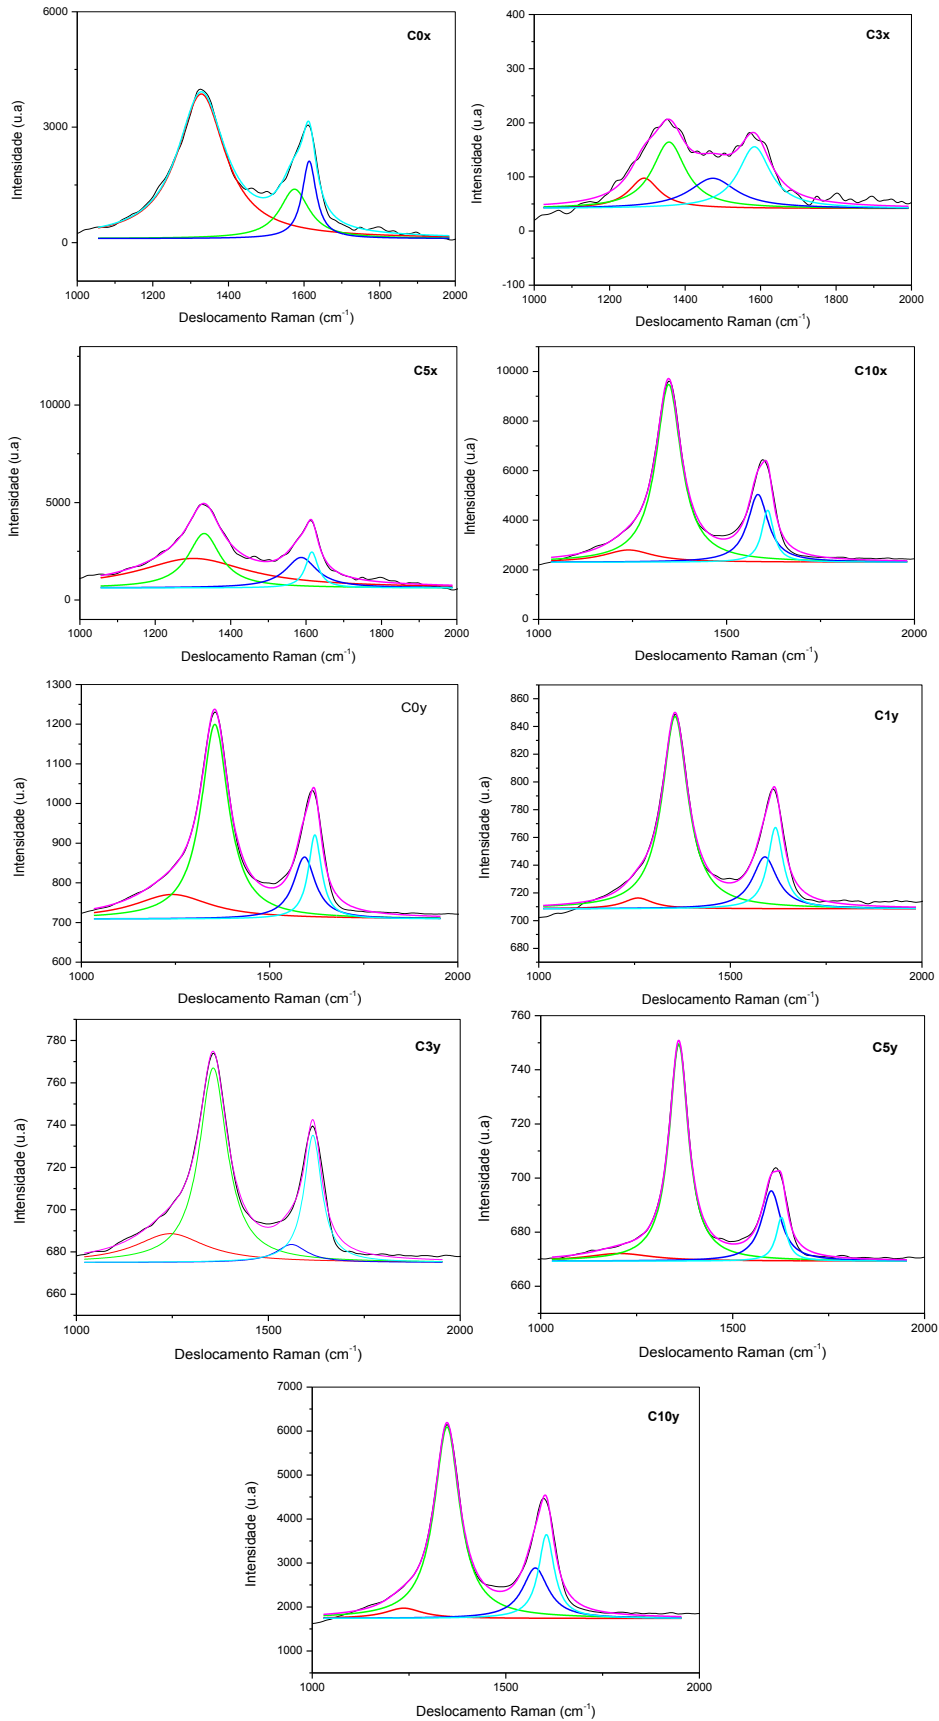 C0x
Intensidade (u.a)
6000
3000
0
1000 1200 1400 1600 1800 2000
Deslocamento Raman (cm-1)
C3x
Intensidade (u.a)
400
300
200
100
0
-100
1000 1200 1400 1600 1800 2000
Deslocamento Raman (cm-1)
C5x
Intensidade (u.a)
10000
5000
0
1000 1200 1400 1600 1800 2000
Deslocamento Raman (cm-1)
C10x
Intensidade (u.a)
10000
8000
6000
4000
2000
0
1000 1500 2000
Deslocamento Raman (cm-1)
C0y
Intensidade (u.a)
1300
1200
1100
1000
900
800
700
600
1000 1500 2000
Deslocamento Raman (cm-1)
C1y
Intensidade (u.a)
860
840
820
800
780
760
740
720
700
680
1000 1500 2000
Deslocamento Raman (cm-1)
C3y
Intensidade (u.a)
780
760
740
720
700
680
660
1000 1500 2000
Deslocamento Raman (cm-1)
C5y
Intensidade (u.a)
760
740
720
700
680
660
1000 1500 2000
Deslocamento Raman (cm-1)
C10y
Intensidade (u.a)
7000
6000
5000
4000
3000
2000
1000
1000 1500 2000
Deslocamento Raman (cm-1)